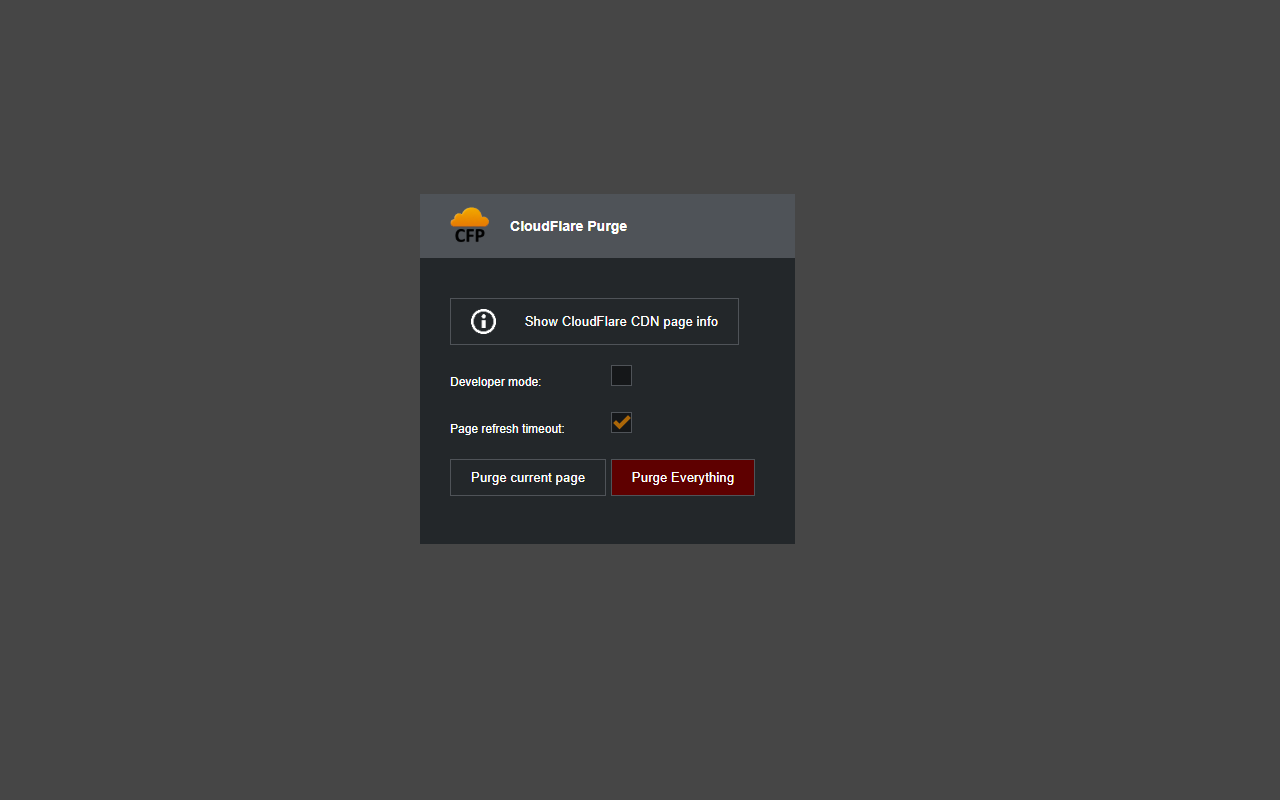 CFP
CloudFlare Purge
Show CloudFlare CDN page info
Developer mode:
Page refresh timeout:
Purge current page
Purge Everything